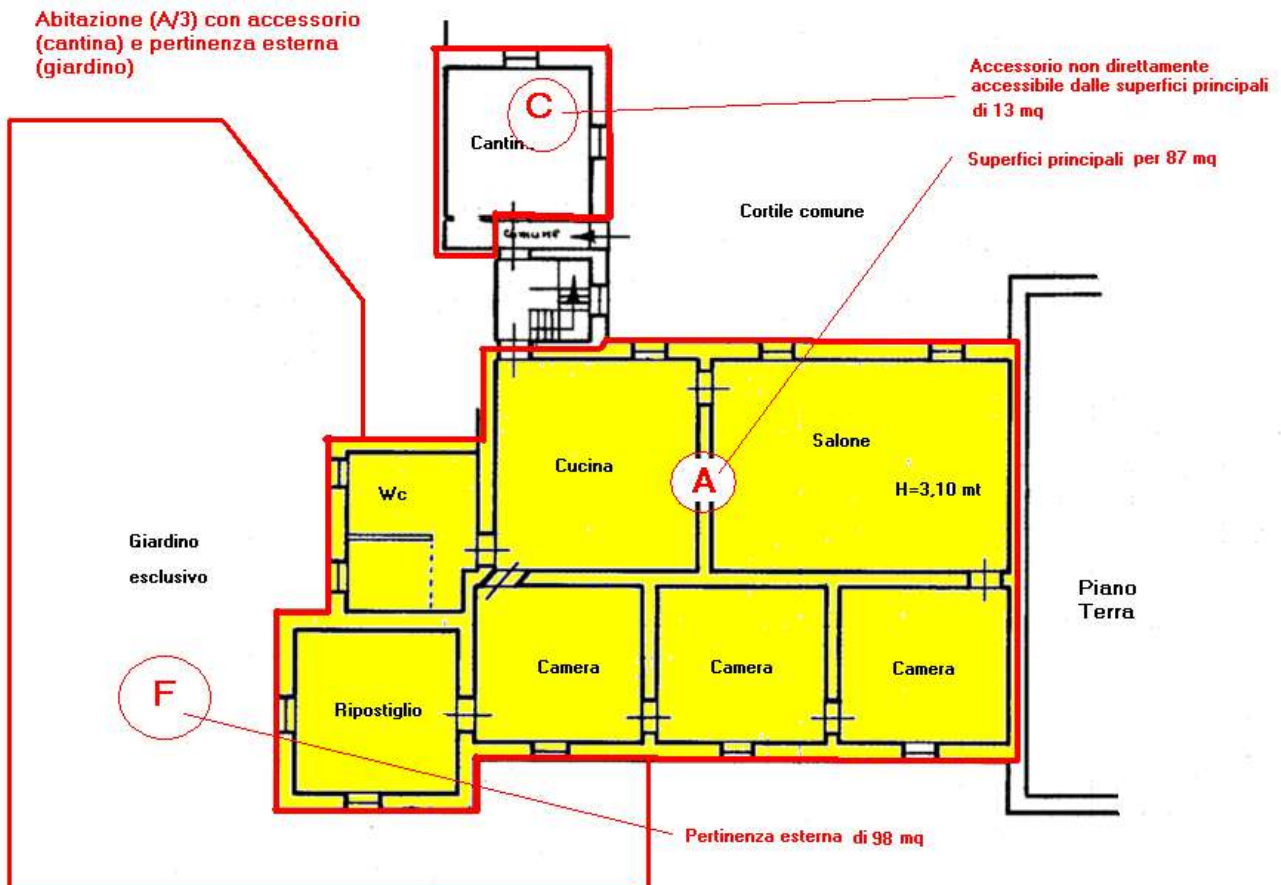 Abitazione (A/3) con accessorio
(cantina) e pertinenza esterna
(giardino)
Accessorio non direttamente
accessibile dalle superfici principali
di 13 mq
C
Cantin
Superfici principali per 87 mq
Cortile comune
comune
Cucina
Salone
A
H=3,10 mt
Wc
Giardino
esclusivo
Piano
Terra
Camera
Camera
Camera
F
Ripostiglio
Pertinenza esterna di 98 mq